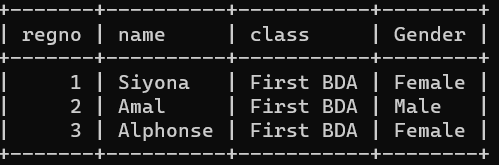 +-------+----------+-----------+--------+
| regno | name     | class     | Gender |
+-------+----------+-----------+--------+
|     1 | Siyona   | First BDA | Female |
|     2 | Amal     | First BDA | Male   |
|     3 | Alphonse | First BDA | Female |
+-------+----------+-----------+--------+